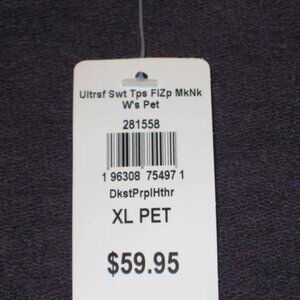 Ultrsf Swt Tps FlZp MkNk
W's Pet
281558
1 96308 75497 1
DkstPrplHthr
XL PET
$59.95